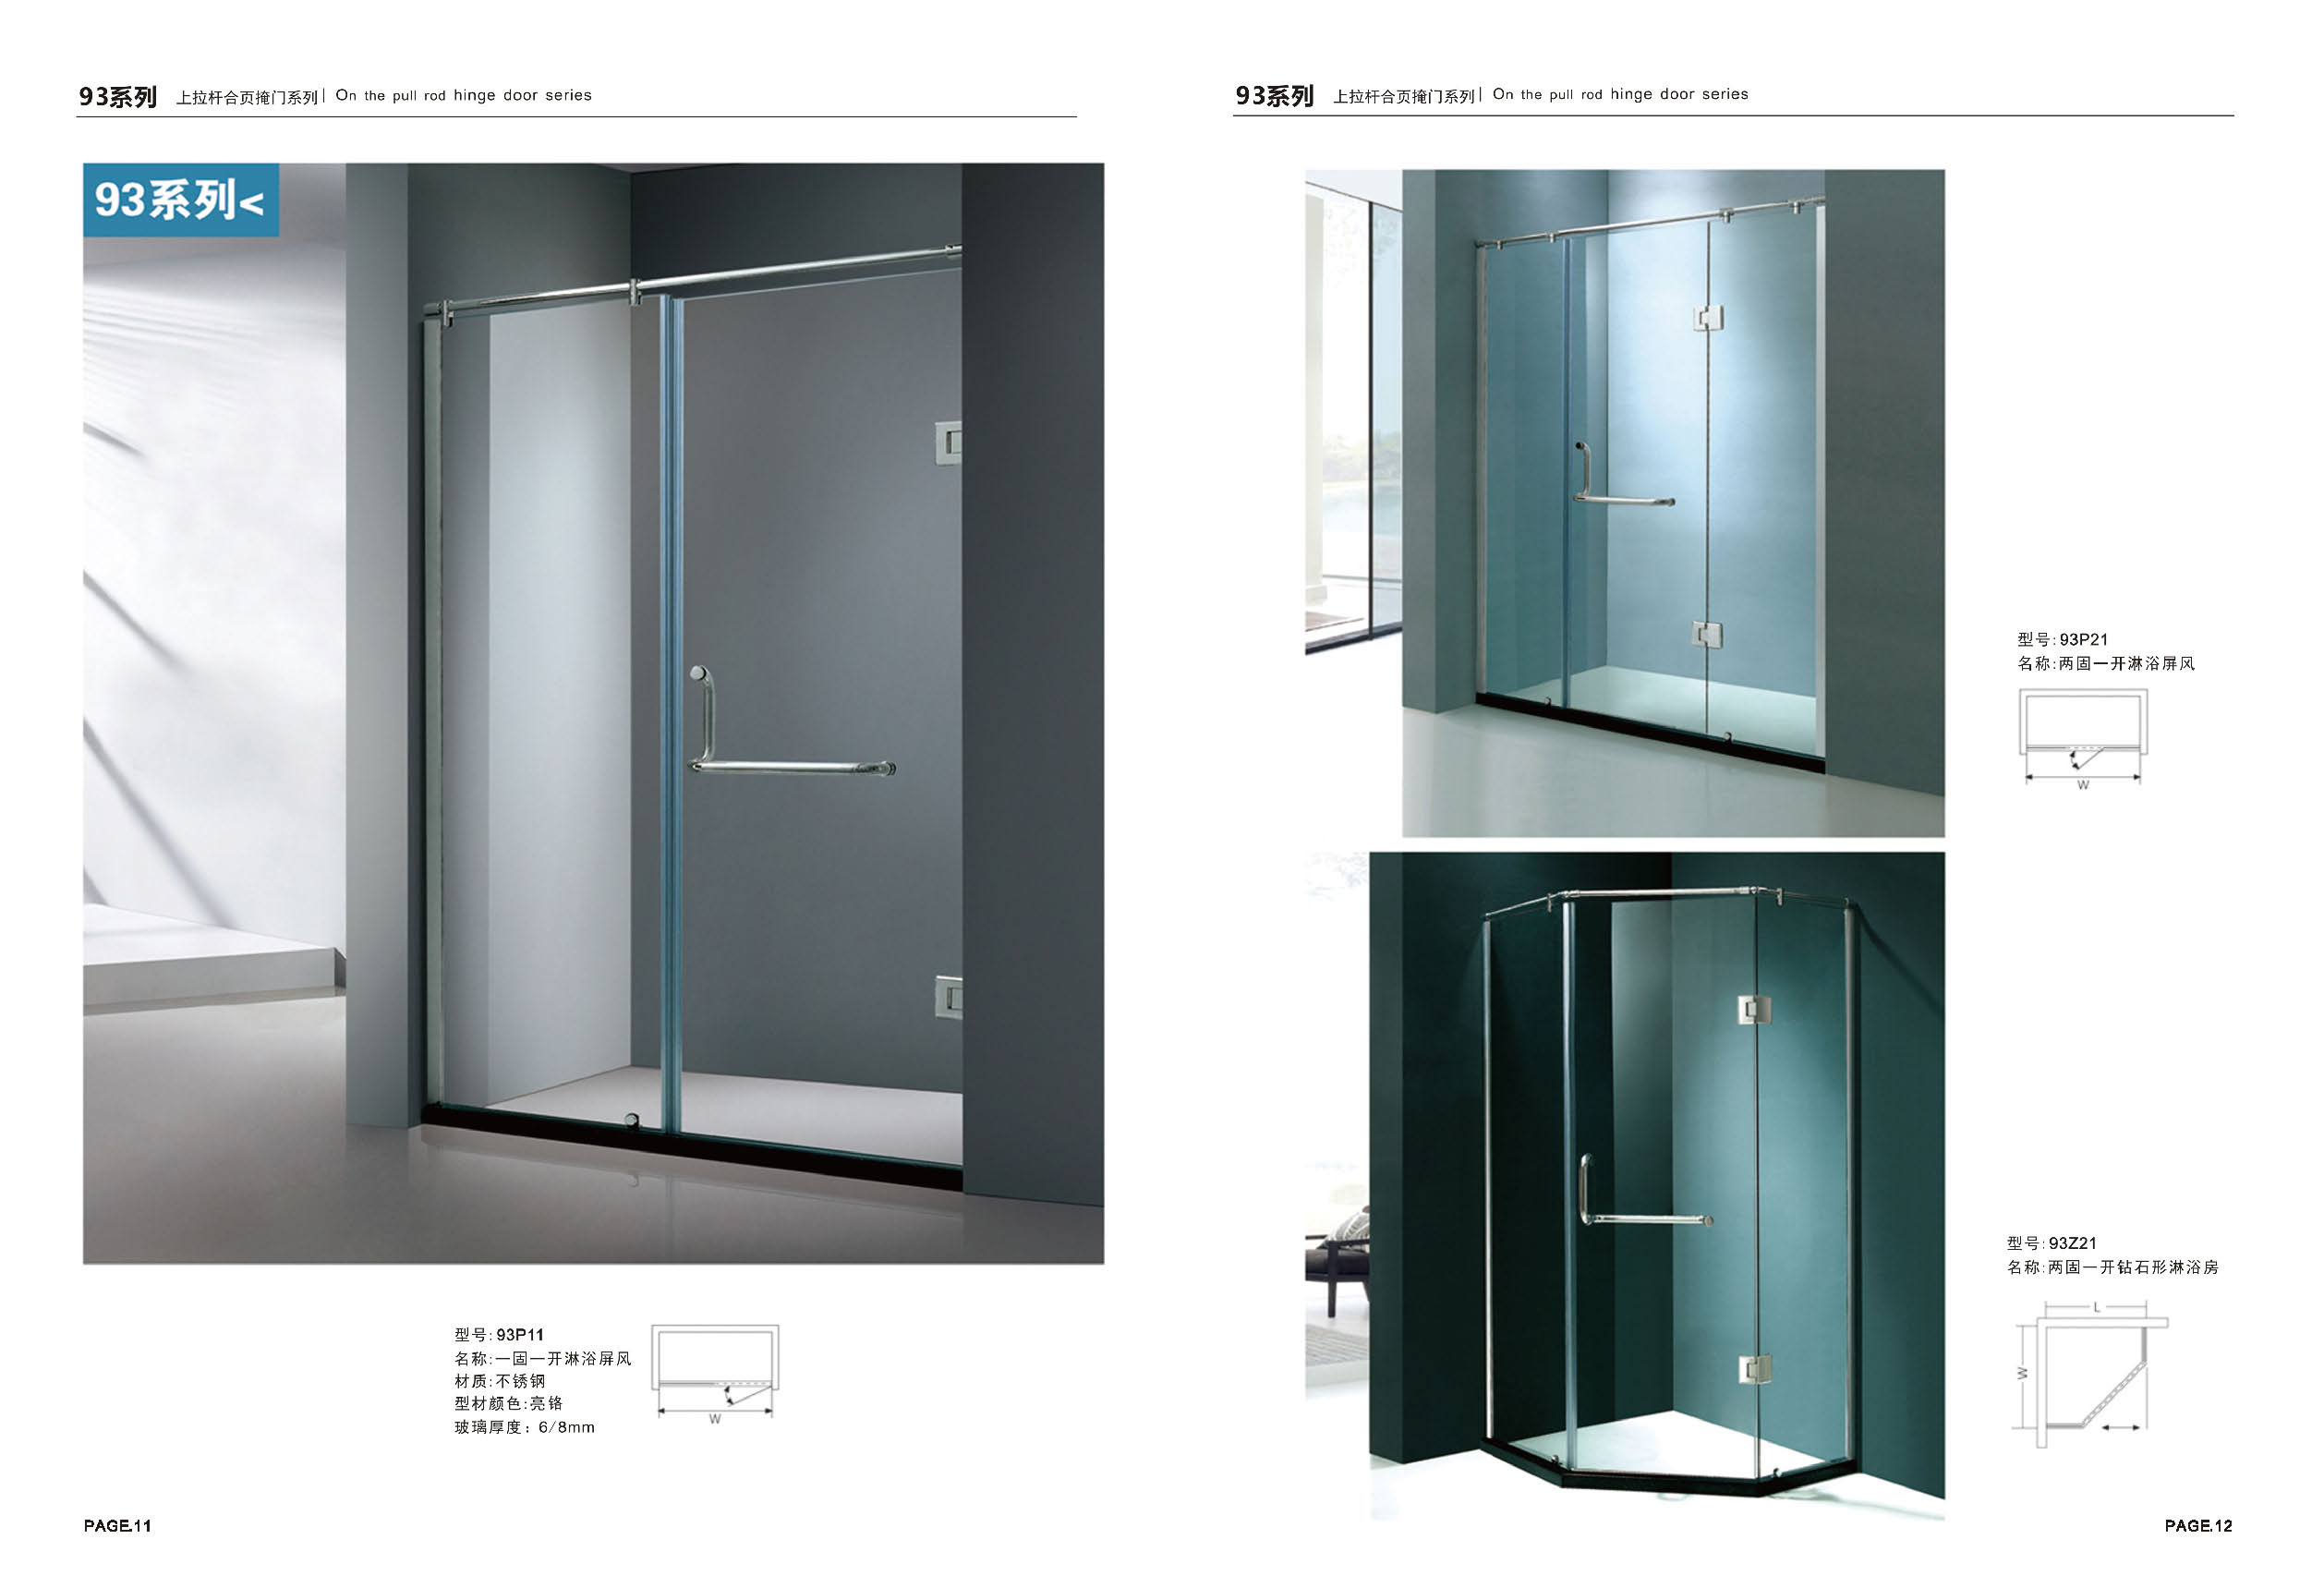 93系列 上拉杆合页掩门系列| On the pull rod hinge door series
93系列<
型号:93P11
名称:一固一开淋浴屏风
材质:不锈钢
型材颜色:亮铬
玻璃厚度：6/8mm
W
PAGE.11
93系列 上拉杆合页掩门系列| On the pull rod hinge door series
型号:93P21
名称:两固一开淋浴屏风
W
型号:93Z21
名称:两固一开钻石形淋浴房
L
W
PAGE.12